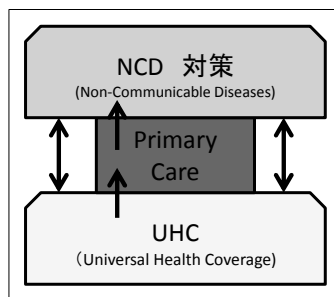 NCD 対策
(Non-Communicable Diseases)
Primary
Care
UHC
（Universal Health Coverage)